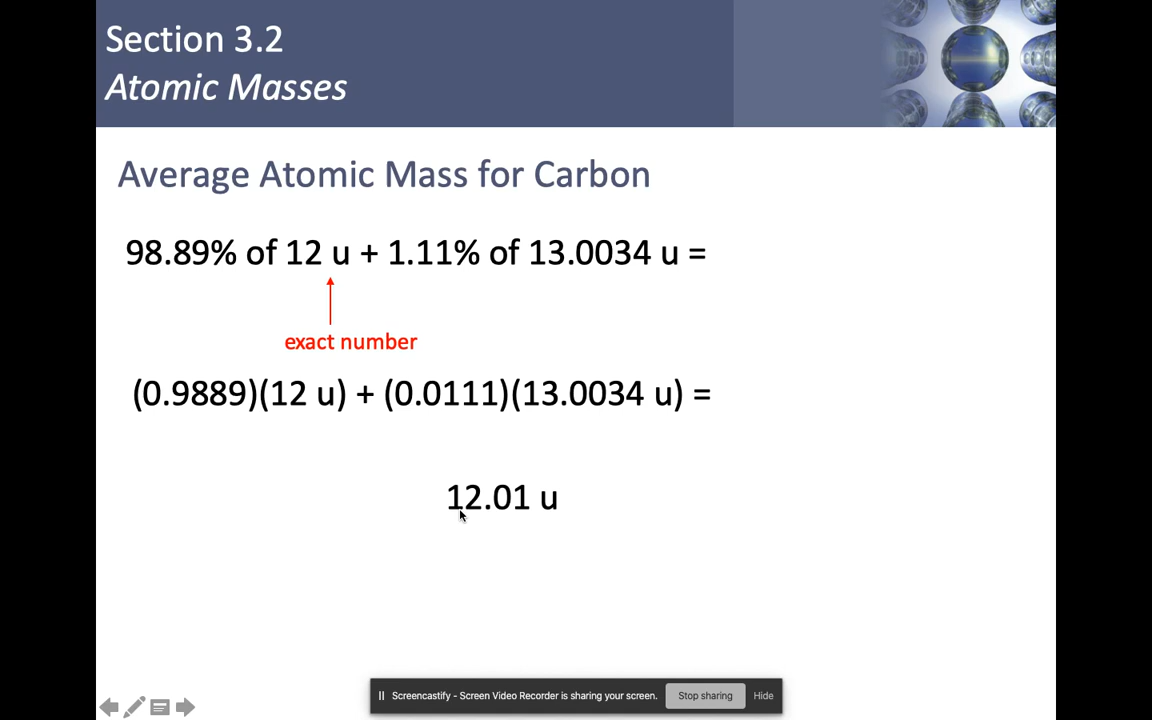 Section 3.2
Atomic Masses
Average Atomic Mass for Carbon
98.89% of 12 u + 1.11% of 13.0034 u =
exact number
(0.9889)(12 u) + (0.0111)(13.0034 u) =
12.01 u
Screencastify - Screen Video Recorder is sharing your screen. Stop sharing Hide